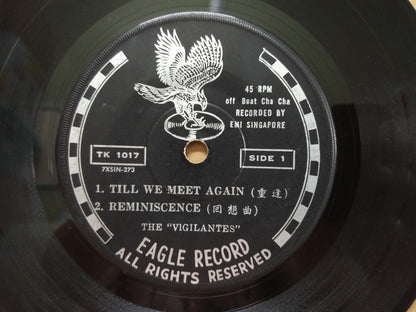 45 RPM
off Beat Cha Cha
RECORDED BY
EMI SINGAPORE
TK 1017
7XSIN-273
SIDE 1
1. TILL WE MEET AGAIN (重逢)
2. REMINISCENCE (回想曲)
THE "VIGILANTES"
EAGLE RECORD
ALL RIGHTS RESERVED